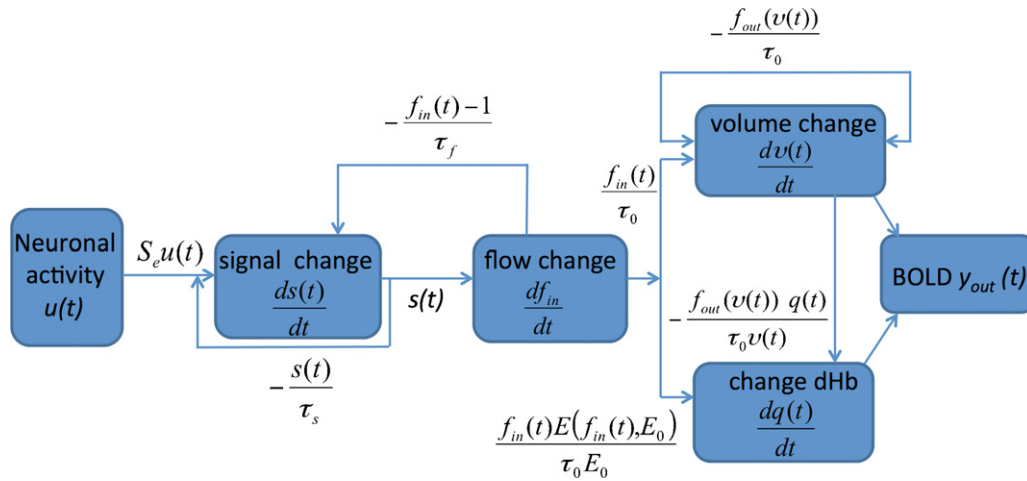 Neuronal
activity
u(t)
S_e u(t)
signal change
ds(t)
dt
- s(t)
τ_s
- f_in(t) − 1
τ_f
s(t)
flow change
df_in
dt
f_in(t)
τ_0
f_in(t)E(f_in(t),E_0)
τ_0 E_0
- f_out(υ(t))
τ_0
volume change
dυ(t)
dt
- f_out(υ(t)) q(t)
τ_0 υ(t)
change dHb
dq(t)
dt
BOLD y_out (t)